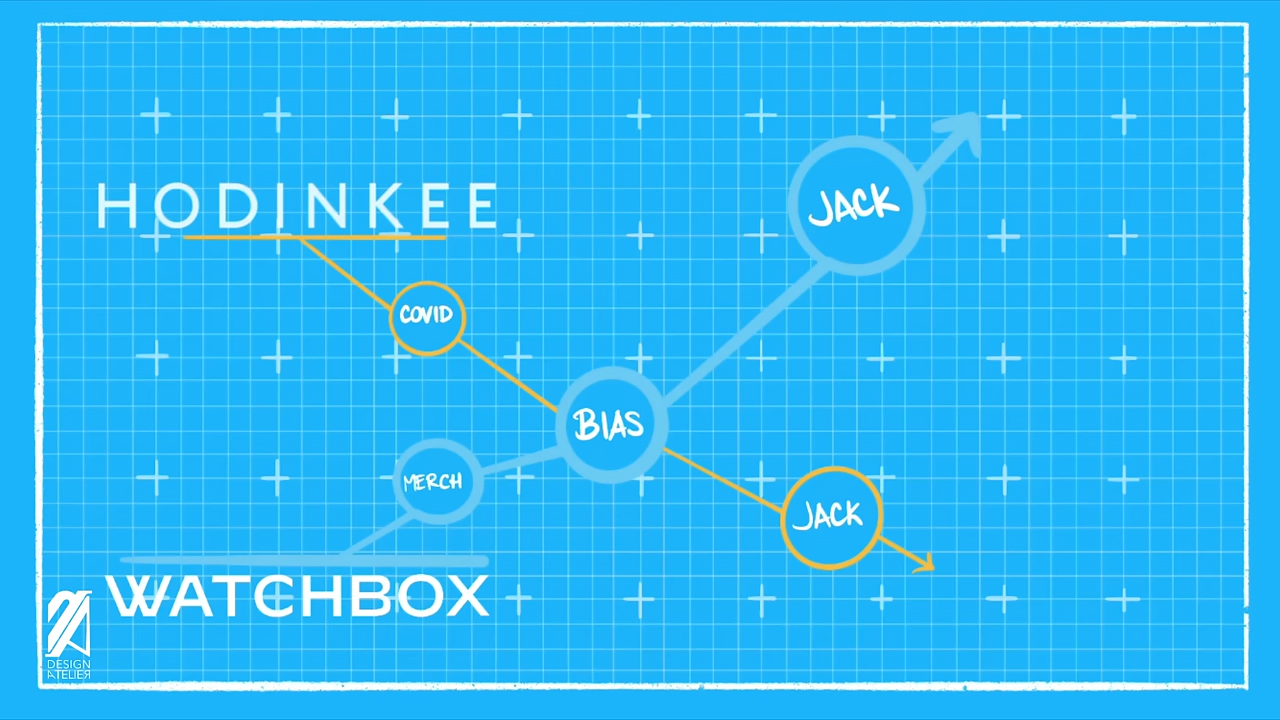 HODINKEE
JACK
COVID
BIAS
MERCH
JACK
WATCHBOX
DESIGN
ATELIER